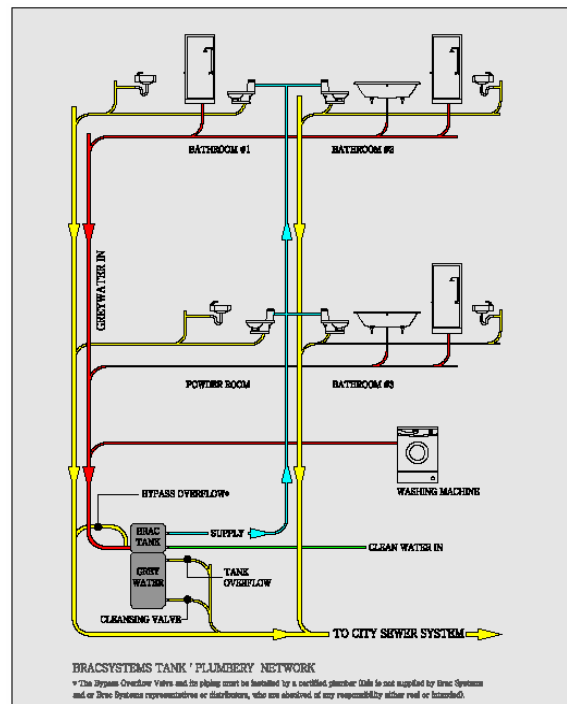 BATHROOM #1
BATHROOM #2
GREYWATER IN
POWDER ROOM
BATHROOM #3
WASHING MACHINE
BYPASS OVERFLOW*
BRAC
TANK
SUPPLY
CLEAN WATER IN
GREY
WATER
TANK
OVERFLOW
CLEANSING VALVE
TO CITY SEWER SYSTEM
BRACSYSTEMS TANK ' PLUMBERY NETWORK
* The Bypass Overflow Valve and its piping must be installed by a certified plumber (this is not supplied by Brac Systems
and or Brac Systems representatives or distributors, who are absolved of any responsibility either real or intended).